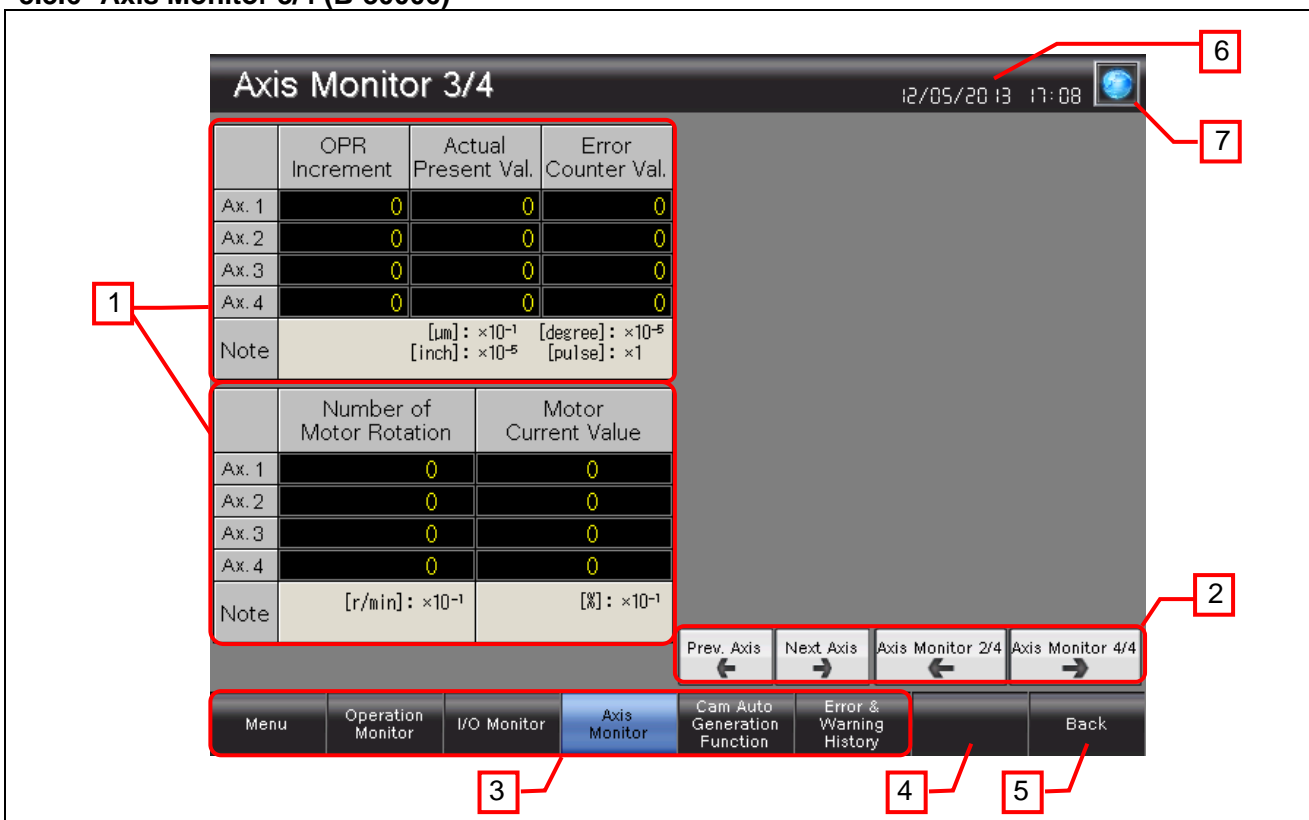 Axis Monitor 3/4
12/05/2013 17:08
6
7
OPR Increment Actual Present Val. Error Counter Val.
Ax. 1 0 0 0
Ax. 2 0 0 0
Ax. 3 0 0 0
Ax. 4 0 0 0
1
Note [µm]: ×10⁻¹ [degree]: ×10⁻⁵
[inch]: ×10⁻⁵ [pulse]: ×1
Number of Motor Rotation Motor Current Value
Ax. 1 0 0
Ax. 2 0 0
Ax. 3 0 0
Ax. 4 0 0
Note [r/min]: ×10⁻¹ [%]: ×10⁻¹
2
Prev. Axis Next Axis Axis Monitor 2/4 Axis Monitor 4/4
Menu Operation Monitor I/O Monitor Axis Monitor Cam Auto Generation Function Error & Warning History Back
3
4
5